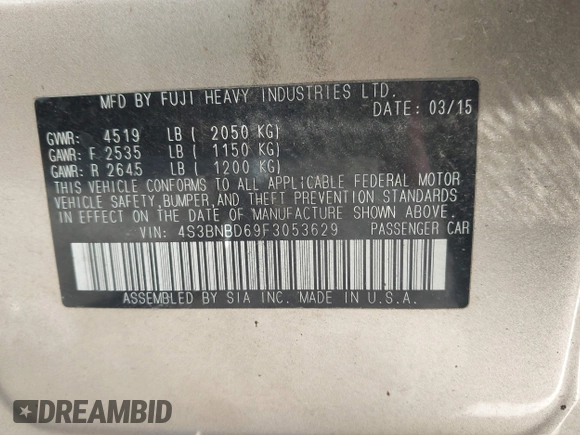 MFD BY FUJI HEAVY INDUSTRIES LTD.
DATE: 03/15
GVWR: 4519 LB ( 2050 KG)
GAWR: F 2535 LB ( 1150 KG)
GAWR: R 2645 LB ( 1200 KG)
THIS VEHICLE CONFORMS TO ALL APPLICABLE FEDERAL MOTOR
VEHICLE SAFETY, BUMPER, AND THEFT PREVENTION STANDARDS
IN EFFECT ON THE DATE OF MANUFACTURE SHOWN ABOVE.
VIN: 4S3BNBD69F3053629 PASSENGER CAR
ASSEMBLED BY SIA INC. MADE IN U.S.A.
DREAMBID